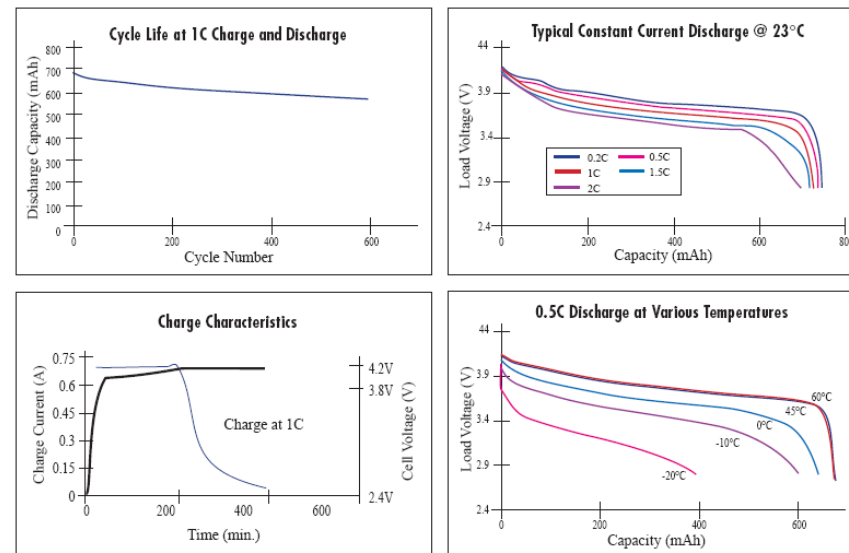 Cycle Life at 1C Charge and Discharge
800
700
600
500
400
300
200
100
0
200
400
600
Discharge Capacity (mAh)
Cycle Number
Typical Constant Current Discharge @ 23°C
44
3.9
3.4
2.9
2.4
0
200
400
600
80
Load Voltage (V)
Capacity (mAh)
0.2C
0.5C
1C
1.5C
2C
Charge Characteristics
0.75
0.6
0.45
0.3
0.15
0
4.2V
3.8V
2.4V
Charge at 1C
0
200
400
600
Charge Current (A)
Cell Voltage (V)
Time (min.)
0.5C Discharge at Various Temperatures
44
3.9
3.4
2.9
2.4
60°C
45°C
0°C
-10°C
-20°C
0
200
400
600
Load Voltage (V)
Capacity (mAh)